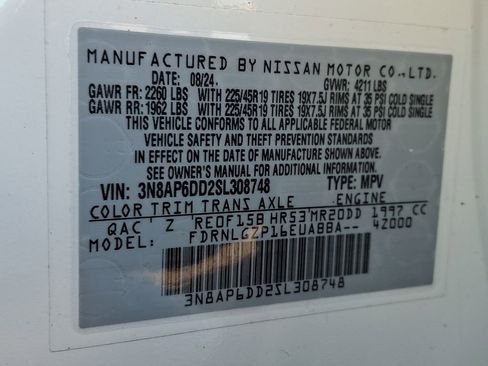 MANUFACTURED BY NISSAN MOTOR CO., LTD.
DATE: 08/24. GVWR: 4211 LBS
GAWR FR: 2260 LBS WITH 225/45R19 TIRES 19X7.5J RIMS AT 35 PSI COLD SINGLE
GAWR RR: 1962 LBS WITH 225/45R19 TIRES 19X7.5J RIMS AT 35 PSI COLD SINGLE
THIS VEHICLE CONFORMS TO ALL APPLICABLE FEDERAL MOTOR
VEHICLE SAFETY AND THEFT PREVENTION STANDARDS
IN EFFECT ON THE DATE OF MANUFACTURE SHOWN ABOVE.
SEE OWNER'S MANUAL FOR ADDITIONAL INFORMATION.
VIN: 3N8AP6DD2SL308748 TYPE: MPV
COLOR TRIM TRANS AXLE ENGINE
QAC ' Z ' RE0F15B HR53'MR20DD 1997 CC
FDRNLGZP16EUABBA-- 4Z000
3N8AP6DD2SL308748